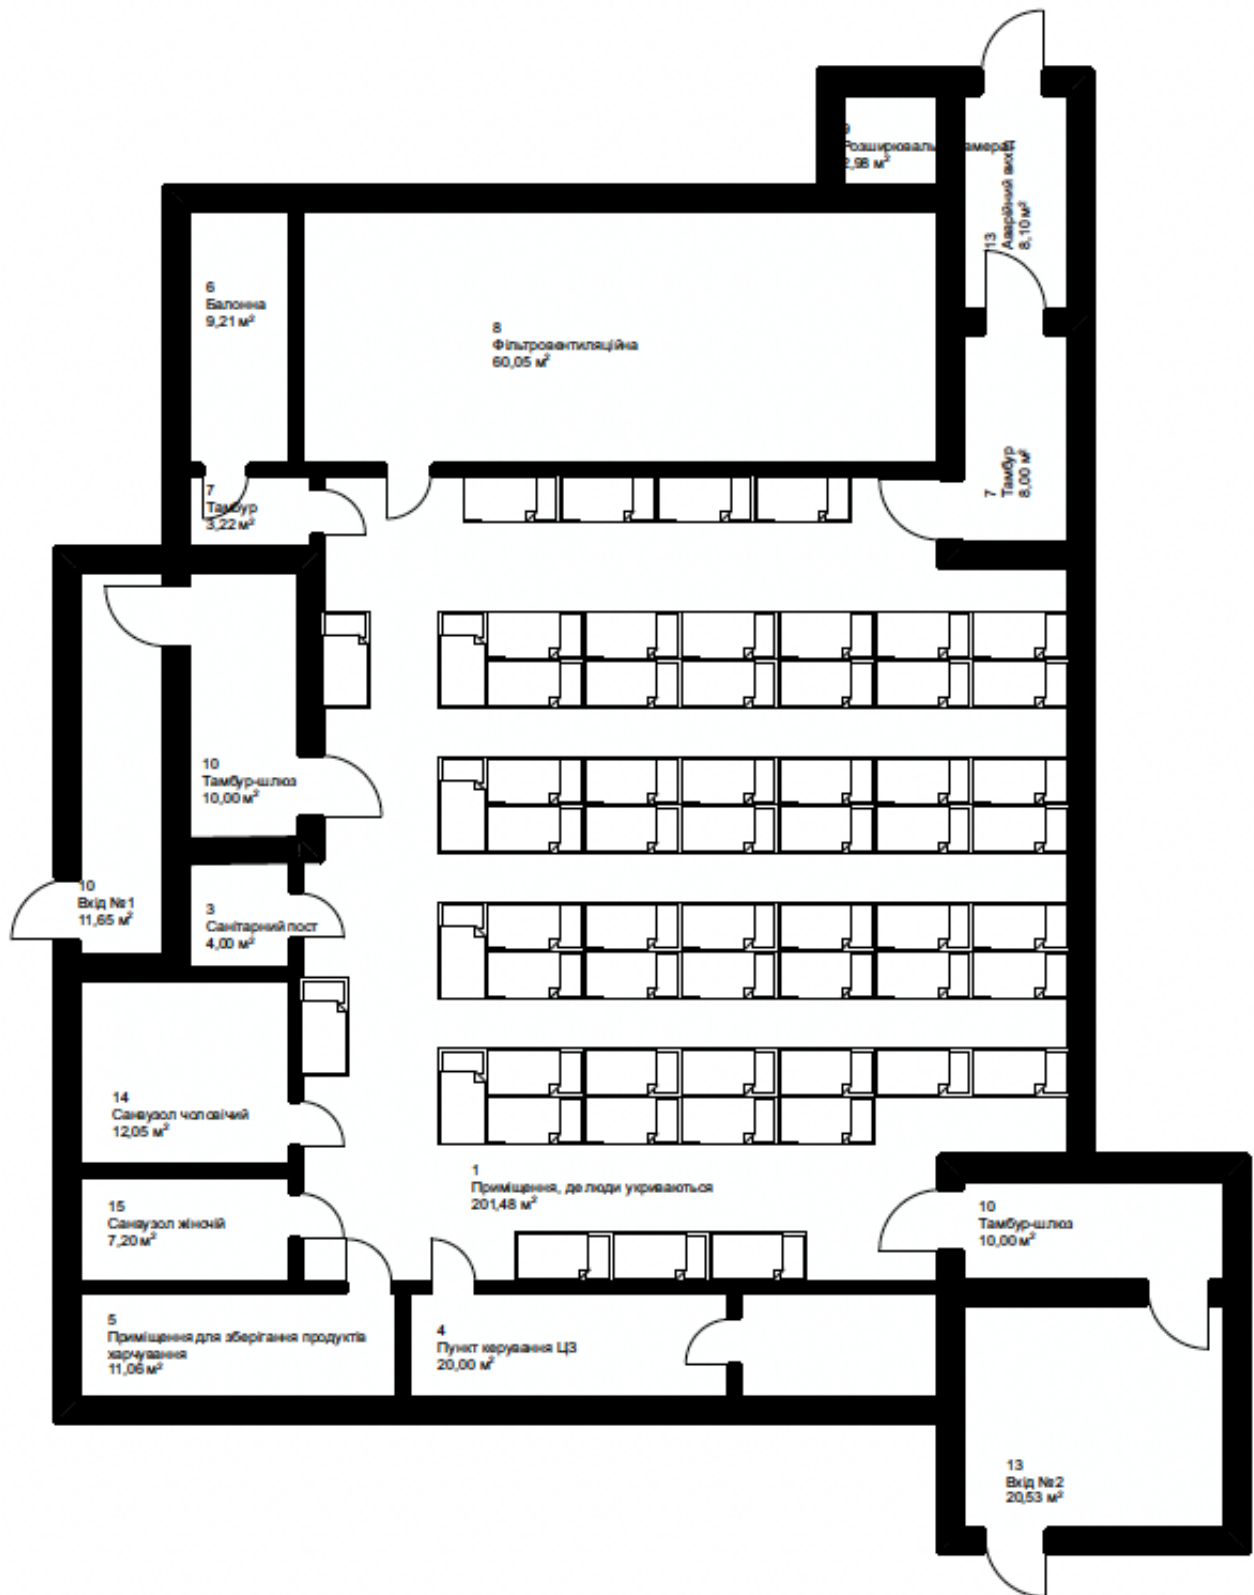 9
Розширювальна камера
2,98 м²
13
Аварійний вихід
8,10 м²
6
Балонна
9,21 м²
8
Фільтровентиляційна
60,05 м²
7
Тамбур
3,22 м²
7
Тамбур
8,00 м²
10
Тамбур-шлюз
10,00 м²
10
Вхід №1
11,65 м²
3
Санітарний пост
4,00 м²
14
Санвузол чоловічий
12,05 м²
1
Приміщення, де люди укриваються
201,48 м²
15
Санвузол жіночій
7,20 м²
10
Тамбур-шлюз
10,00 м²
5
Приміщення для зберігання продуктів
харчування
11,06 м²
4
Пункт керування ЦЗ
20,00 м²
13
Вхід №2
20,53 м²